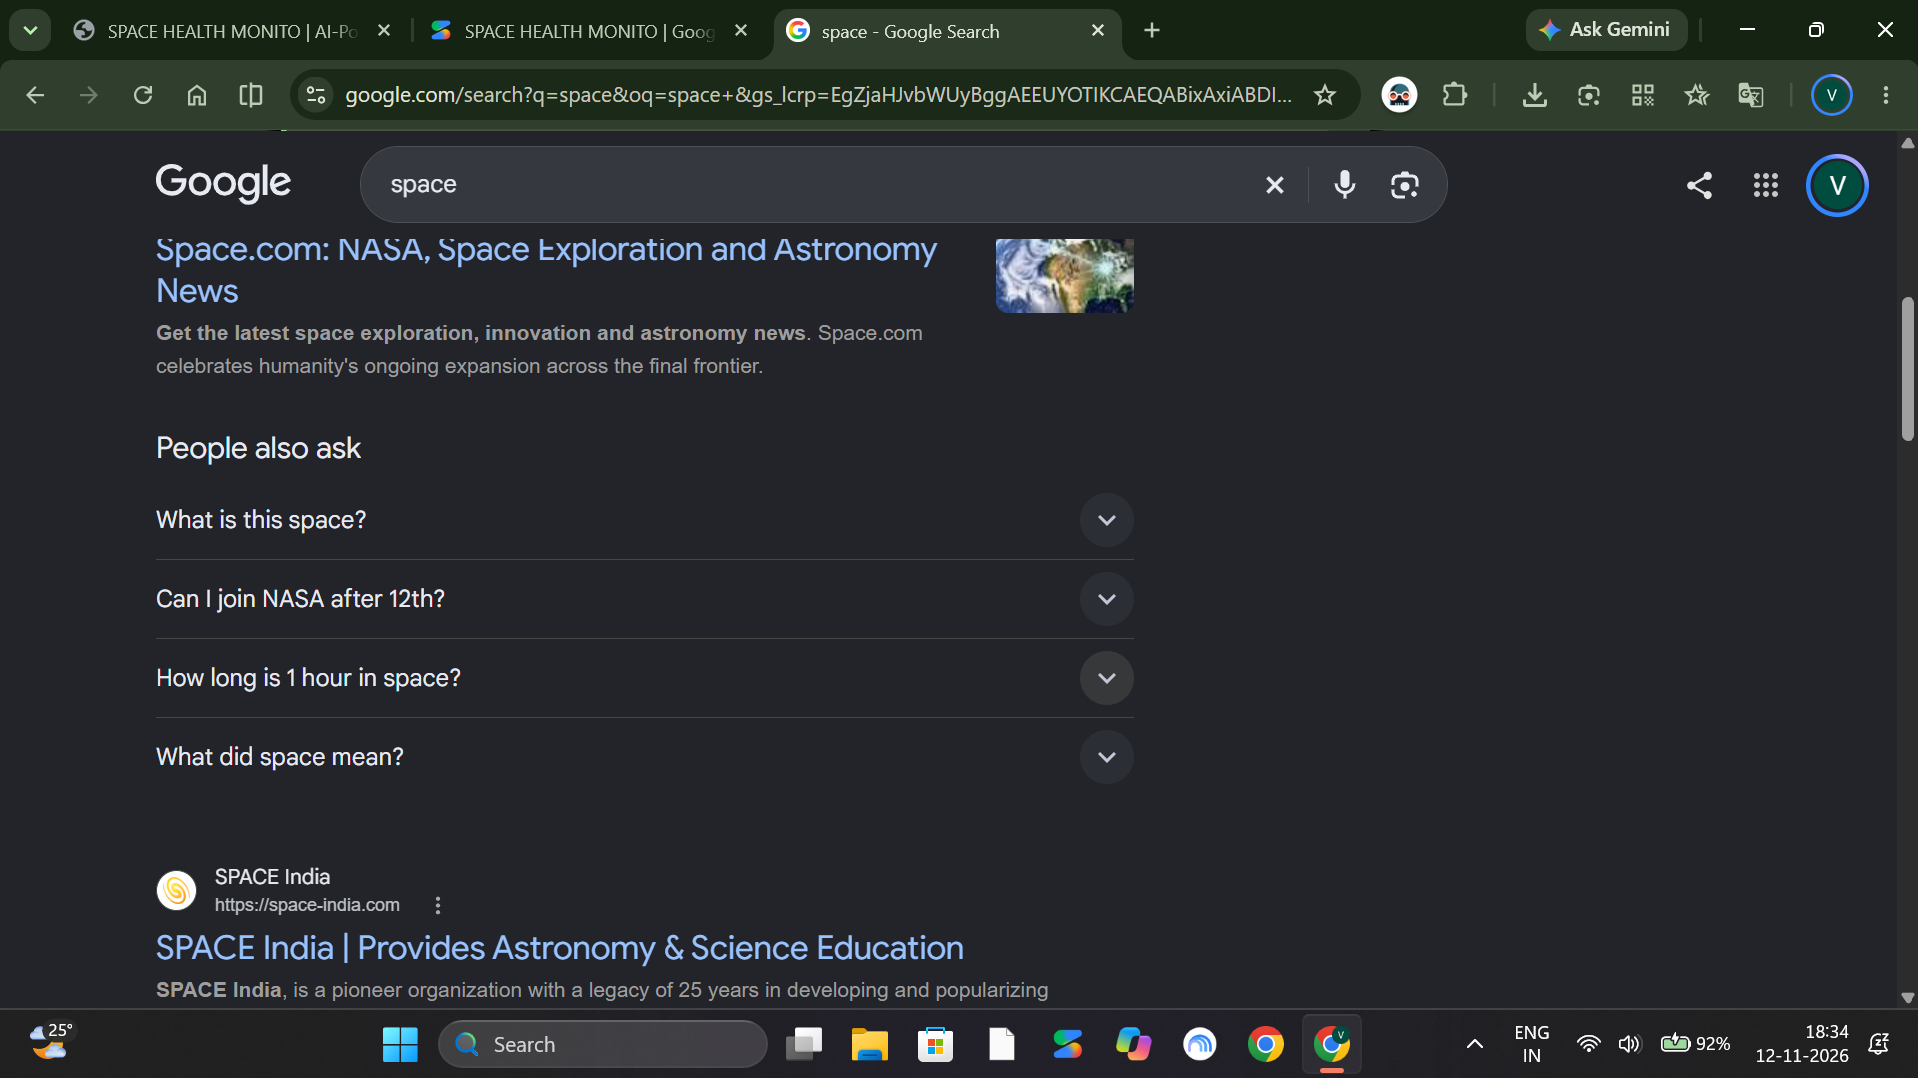 SPACE HEALTH MONITO | AI-Po
SPACE HEALTH MONITO | Goog
space - Google Search
Ask Gemini
google.com/search?q=space&oq=space+&gs_lcrp=EgZjaHJvbWUyBggAEEUYOTIKCAEQABixAxiABDI...
V
Google
space
V
Space.com: NASA, Space Exploration and Astronomy
News
Get the latest space exploration, innovation and astronomy news. Space.com
celebrates humanity's ongoing expansion across the final frontier.
People also ask
What is this space?
Can I join NASA after 12th?
How long is 1 hour in space?
What did space mean?
SPACE India
https://space-india.com
SPACE India | Provides Astronomy & Science Education
SPACE India, is a pioneer organization with a legacy of 25 years in developing and popularizing
25°
Search
V
ENG
IN
92%
18:34
12-11-2026